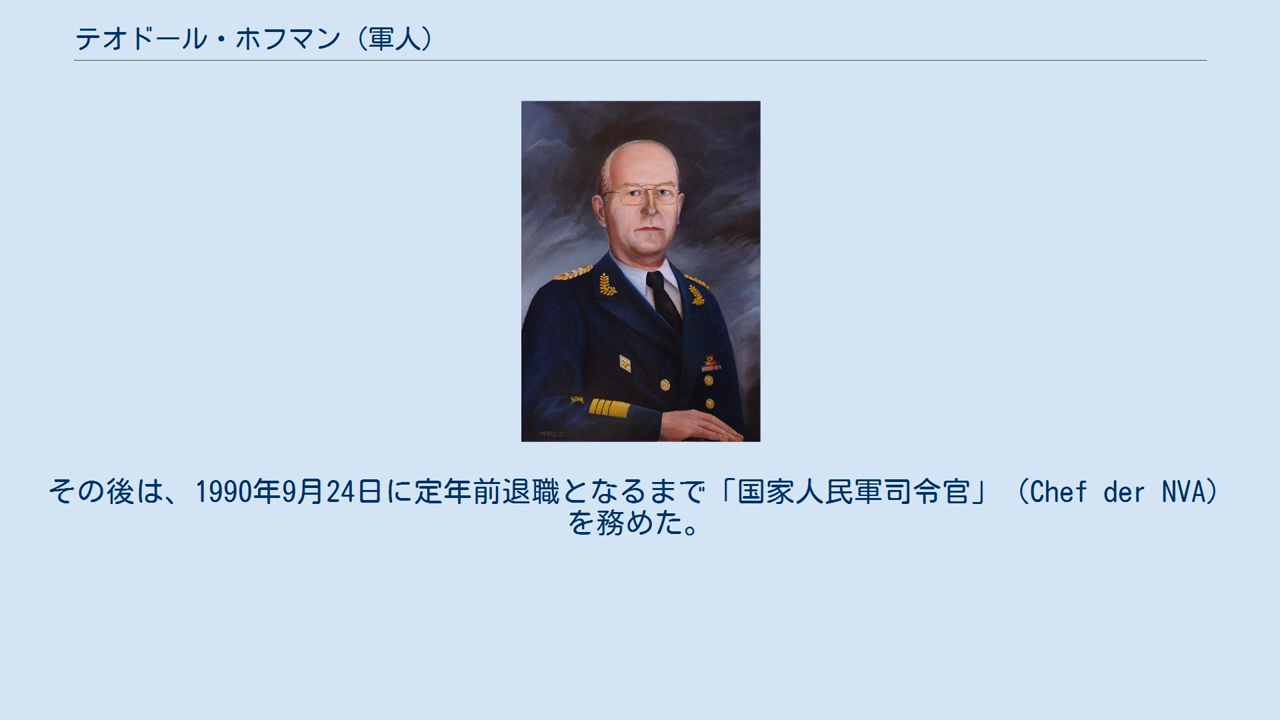 テオドール・ホフマン（軍人）
その後は、1990年9月24日に定年前退職となるまで「国家人民軍司令官」（Chef der NVA）
を務めた。